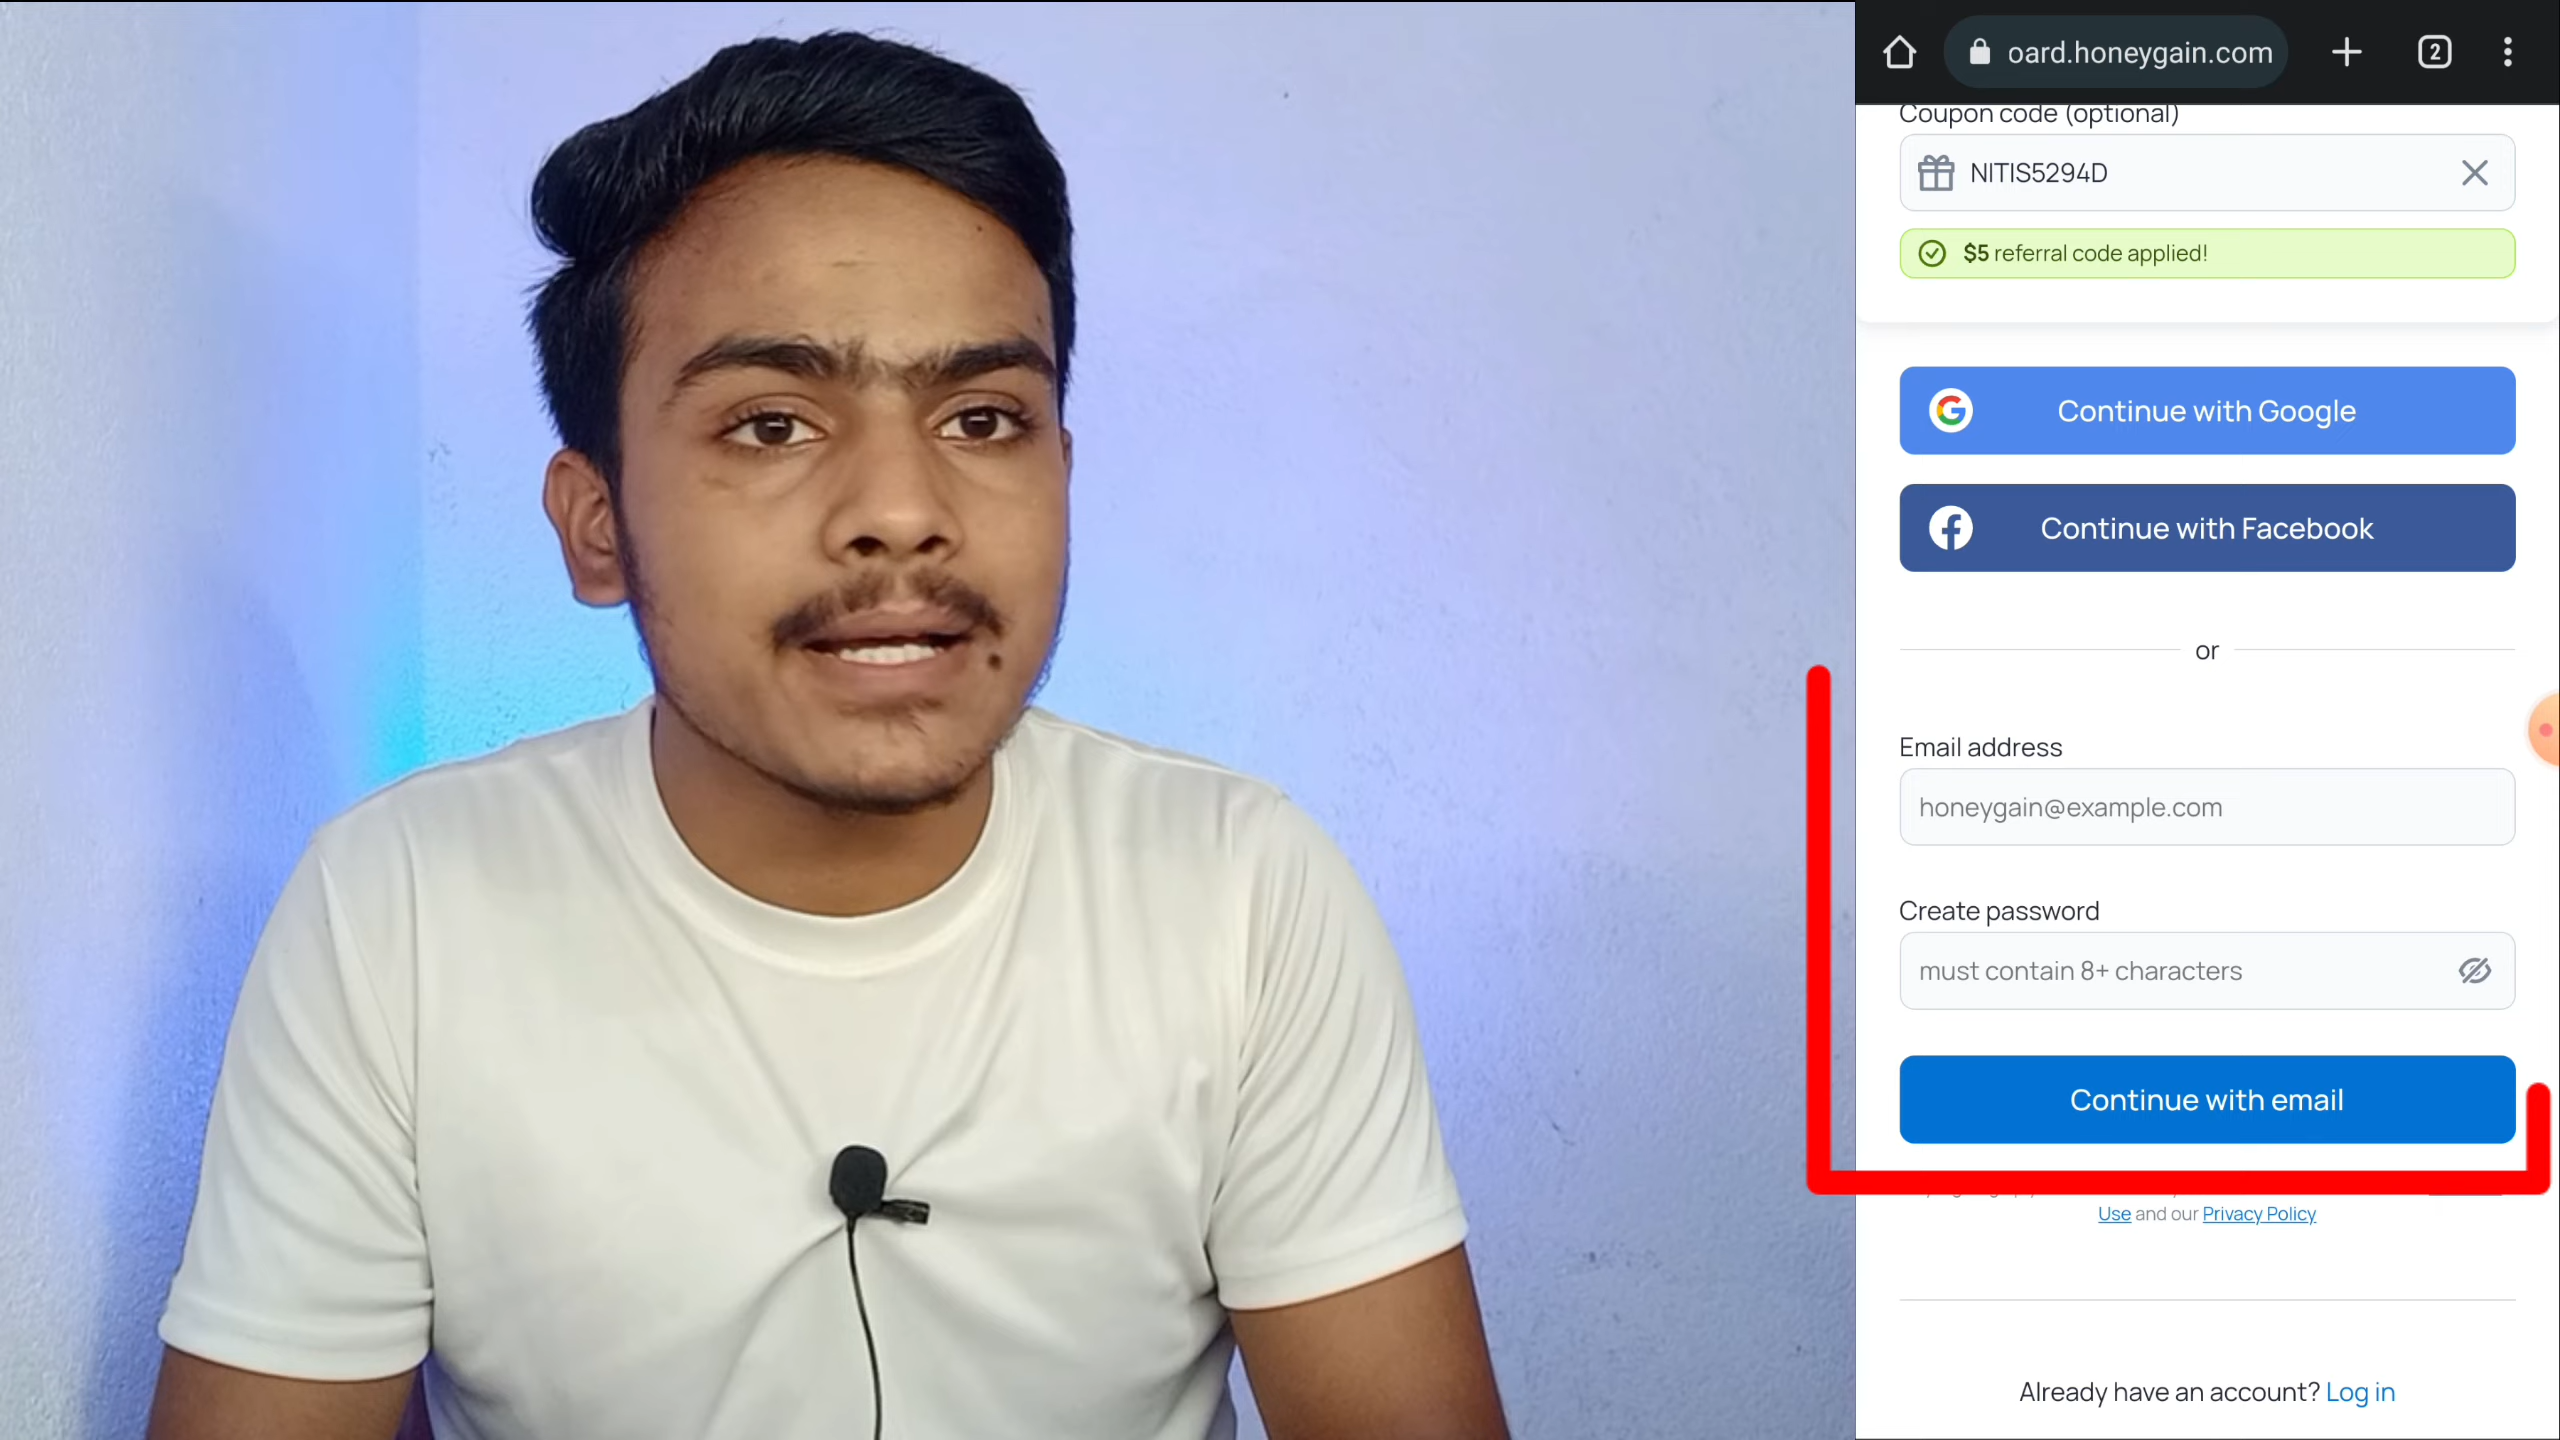 oard.honeygain.com
2
Coupon code (optional)
NITIS5294D
$5 referral code applied!
Continue with Google
Continue with Facebook
or
Email address
honeygain@example.com
Create password
must contain 8+ characters
Continue with email
Use and our Privacy Policy
Already have an account? Log in